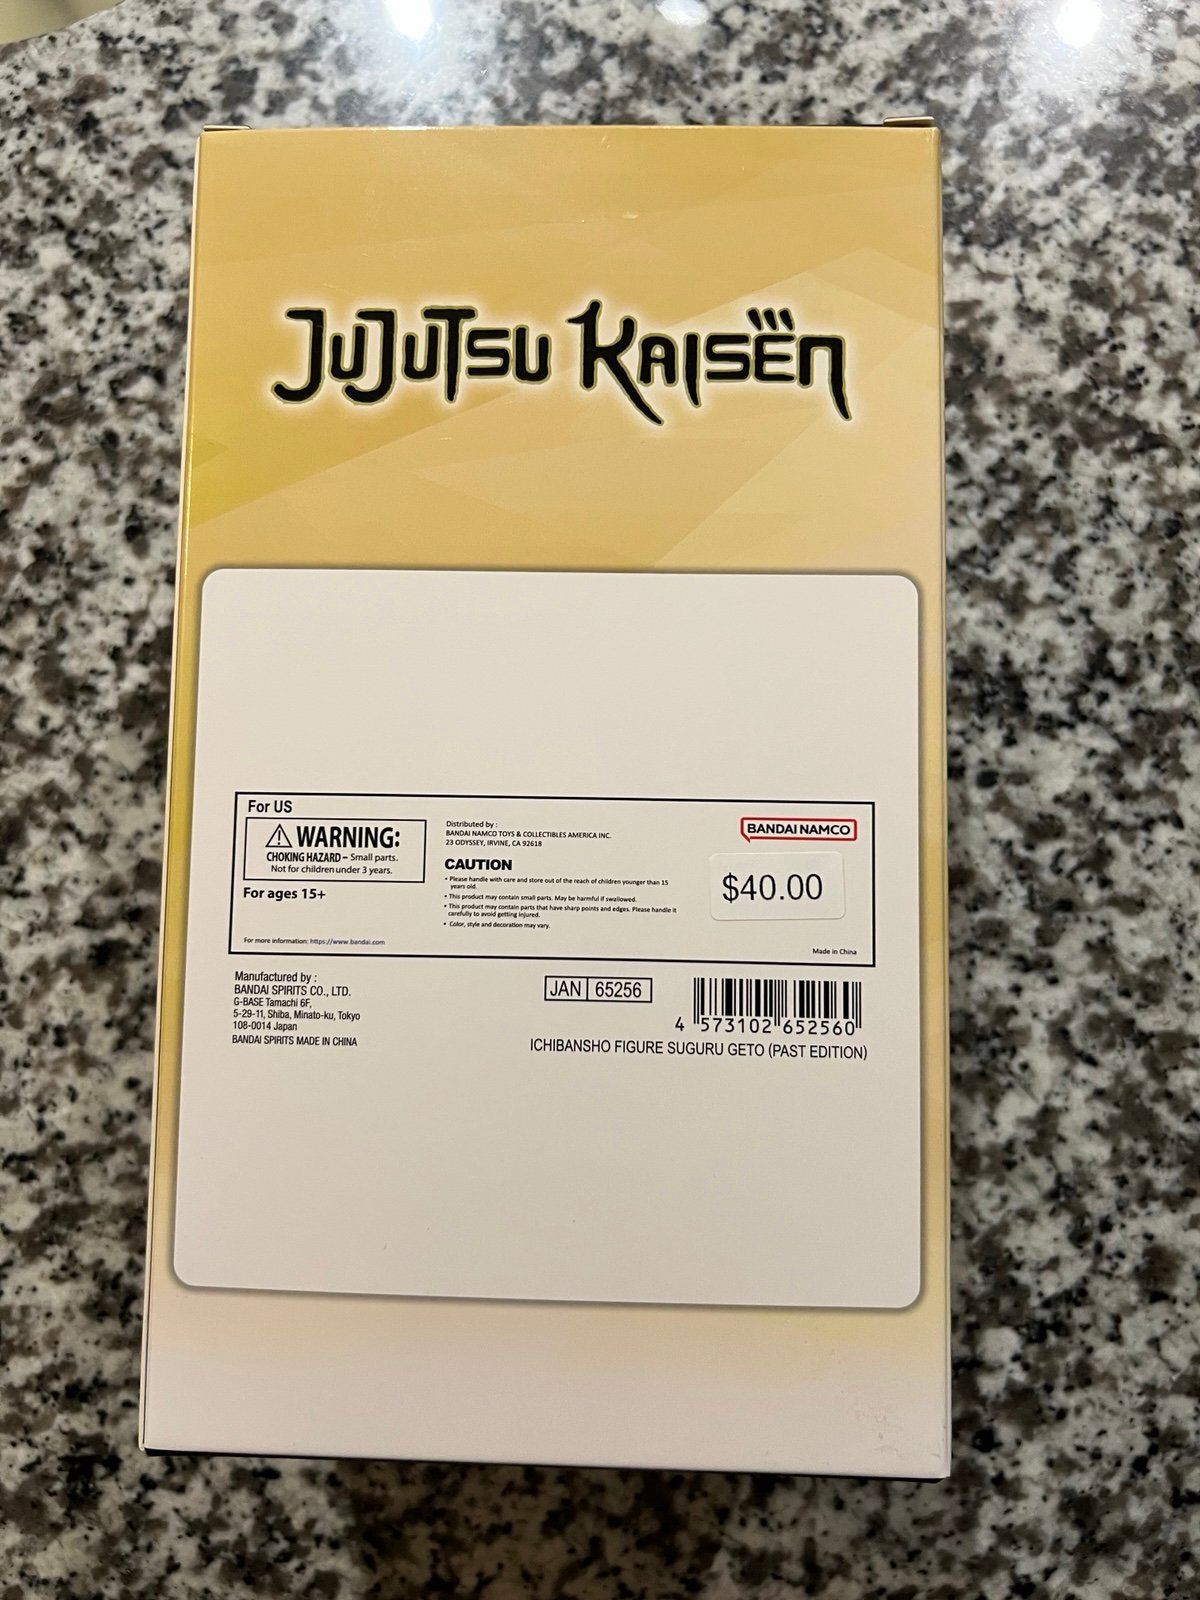 JUJUTSU KAISEN
For US
⚠ WARNING:
CHOKING HAZARD – Small parts.
Not for children under 3 years.
For ages 15+
For more information: https://www.bandai.com
Distributed by :
BANDAI NAMCO TOYS & COLLECTIBLES AMERICA INC.
23 ODYSSEY, IRVINE, CA 92618
CAUTION
• Please handle with care and store out of the reach of children younger than 15
years old.
• This product may contain small parts. May be harmful if swallowed.
• This product may contain parts that have sharp points and edges. Please handle it
carefully to avoid getting injured.
• Color, style and decoration may vary.
BANDAI NAMCO
$40.00
Made in China
Manufactured by :
BANDAI SPIRITS CO., LTD.
G-BASE Tamachi 6F,
5-29-11, Shiba, Minato-ku, Tokyo
108-0014 Japan
BANDAI SPIRITS MADE IN CHINA
JAN 65256
4 573102 652560
ICHIBANSHO FIGURE SUGURU GETO (PAST EDITION)